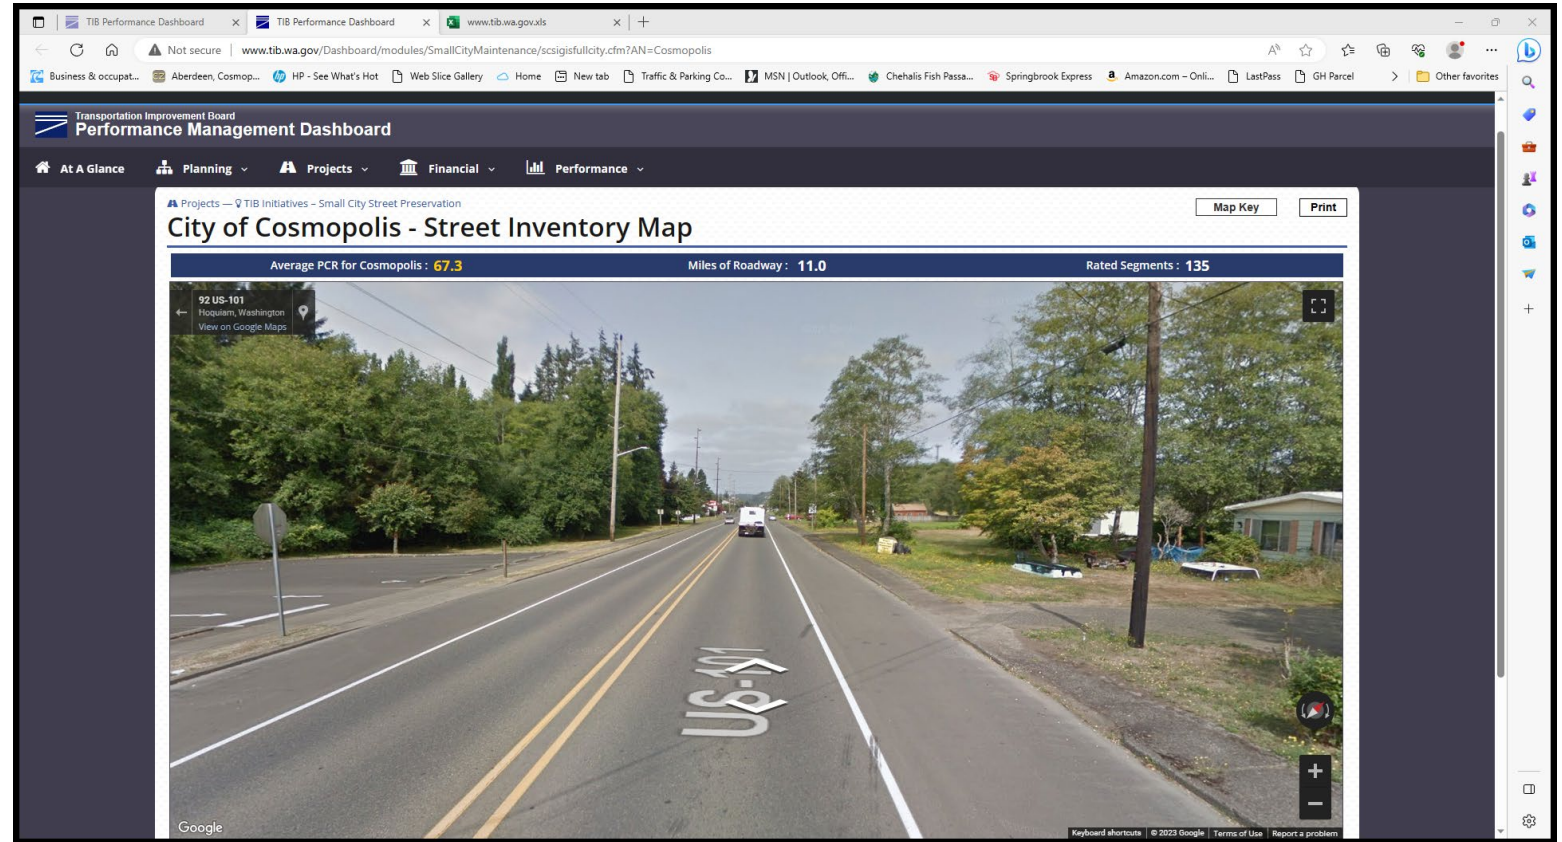 TIB Performance Dashboard
TIB Performance Dashboard
www.tib.wa.gov.xls
Not secure
www.tib.wa.gov/Dashboard/modules/SmallCityMaintenance/scsigisfullcity.cfm?AN=Cosmopolis
Business & occupat...
Aberdeen, Cosmop...
HP - See What's Hot
Web Slice Gallery
Home
New tab
Traffic & Parking Co...
MSN | Outlook, Offi...
Chehalis Fish Passa...
Springbrook Express
Amazon.com – Onli...
LastPass
GH Parcel
Other favorites
Transportation Improvement Board
Performance Management Dashboard
At A Glance
Planning
Projects
Financial
Performance
Projects — TIB Initiatives – Small City Street Preservation
City of Cosmopolis - Street Inventory Map
Map Key
Print
Average PCR for Cosmopolis : 67.3
Miles of Roadway : 11.0
Rated Segments : 135
92 US-101
Hoquiam, Washington
View on Google Maps
US-101
Google
Keyboard shortcuts
© 2023 Google
Terms of Use
Report a problem